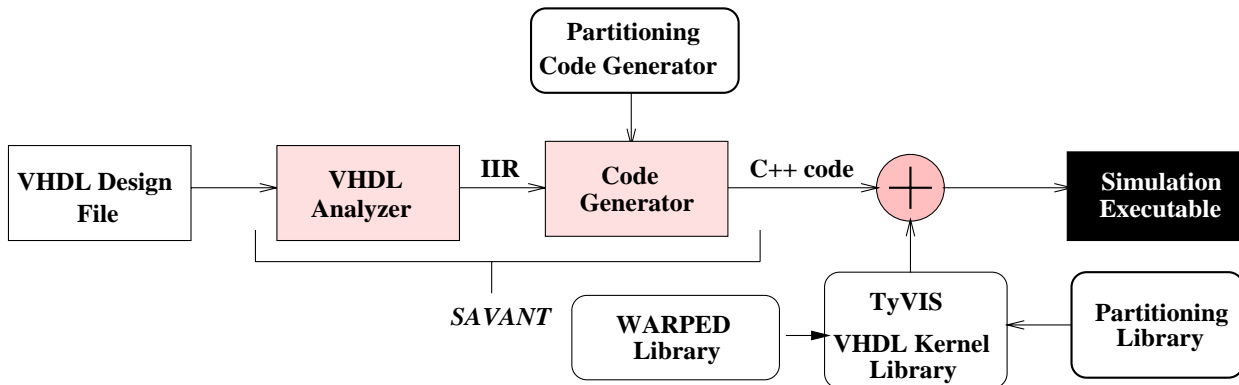 Partitioning
Code Generator
VHDL Design
File
VHDL
Analyzer
IIR
Code
Generator
C++ code
+
Simulation
Executable
SAVANT
WARPED
Library
TyVIS
VHDL Kernel
Library
Partitioning
Library